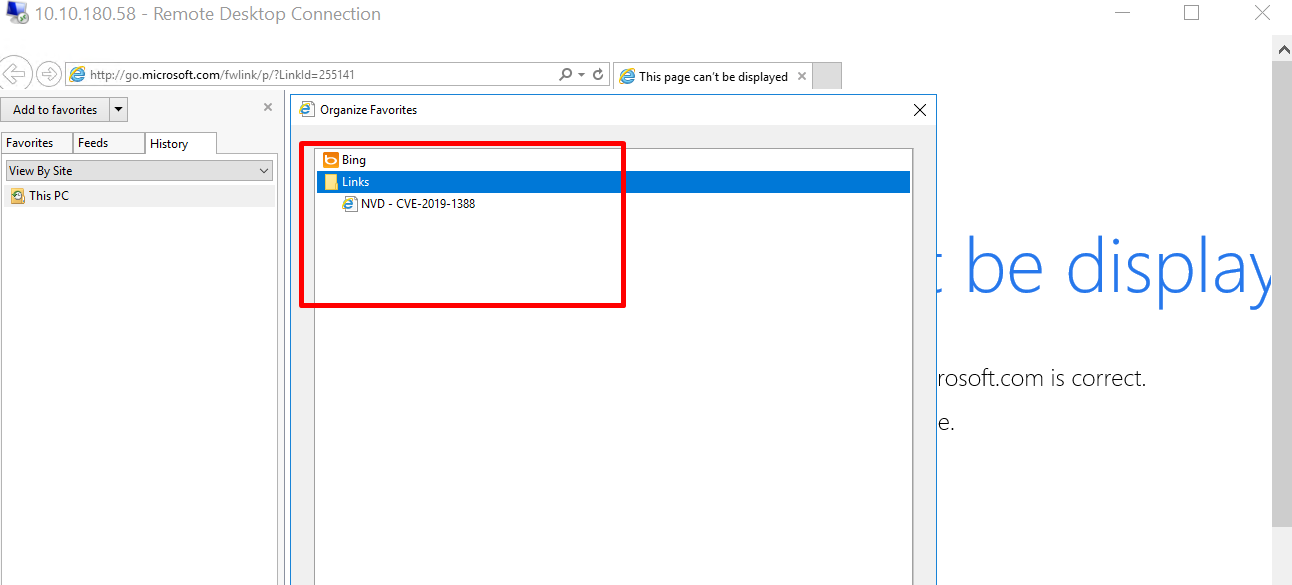 10.10.180.58 - Remote Desktop Connection
http://go.microsoft.com/fwlink/p/?LinkId=255141
This page can't be displayed
Add to favorites
Organize Favorites
Favorites
Feeds
History
View By Site
This PC
Bing
Links
NVD - CVE-2019-1388
t be display
rosoft.com is correct.
e.